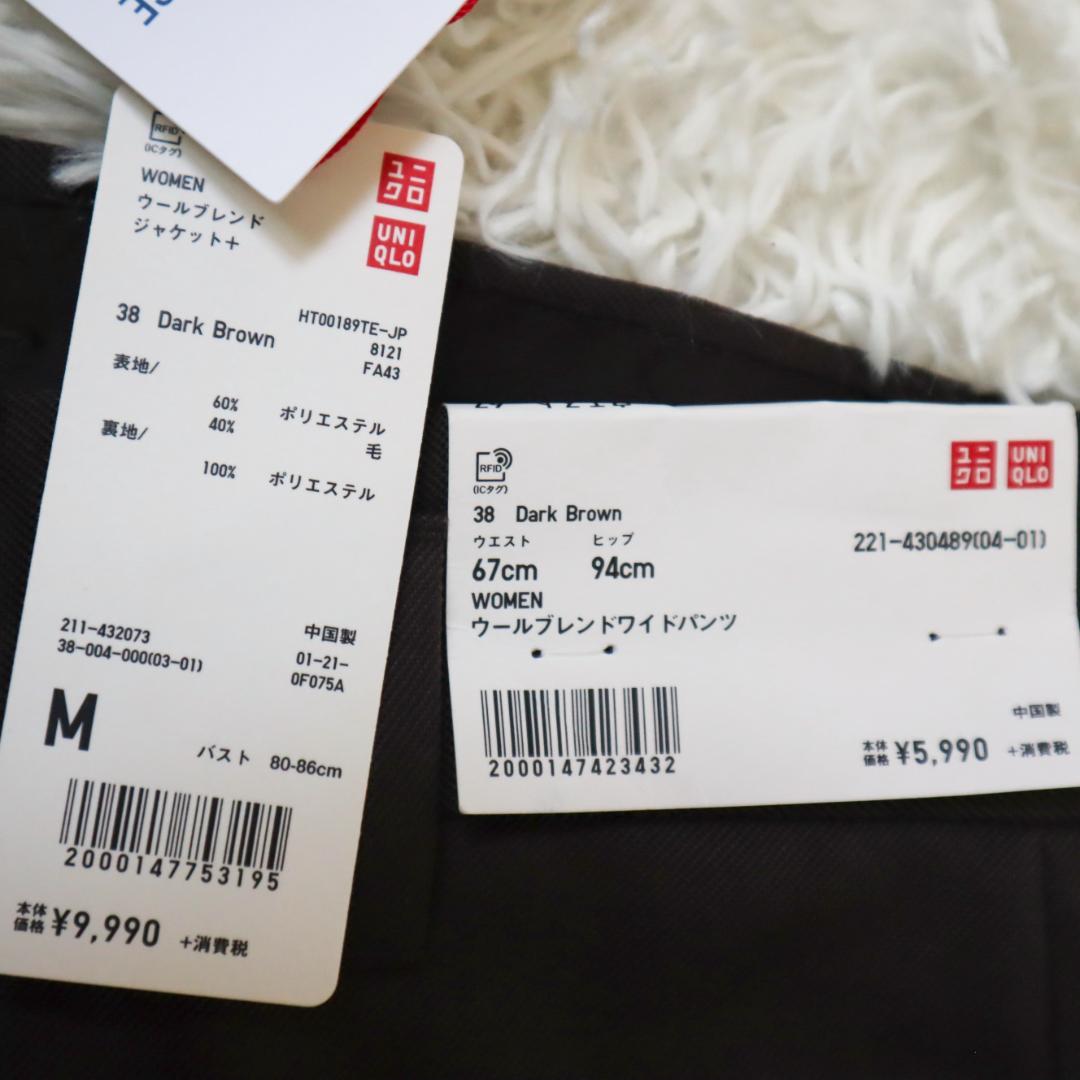 RFID
(ICタグ)
WOMEN
ウールブレンド
ジャケット+
ユニ
クロ
UNI
QLO
38 Dark Brown
HT00189TE-JP
8121
FA43
表地/
60% ポリエステル
40% 毛
裏地/
100% ポリエステル
211-432073
38-004-000(03-01)
中国製
01-21-
0F075A
M
バスト 80-86cm
2000147753195
本体
価格 ¥9,990 +消費税
RFID
(ICタグ)
ユニ
クロ
UNI
QLO
38 Dark Brown
ウエスト ヒップ
221-430489(04-01)
67cm 94cm
WOMEN
ウールブレンドワイドパンツ
中国製
2000147423432
本体
価格 ¥5,990 +消費税